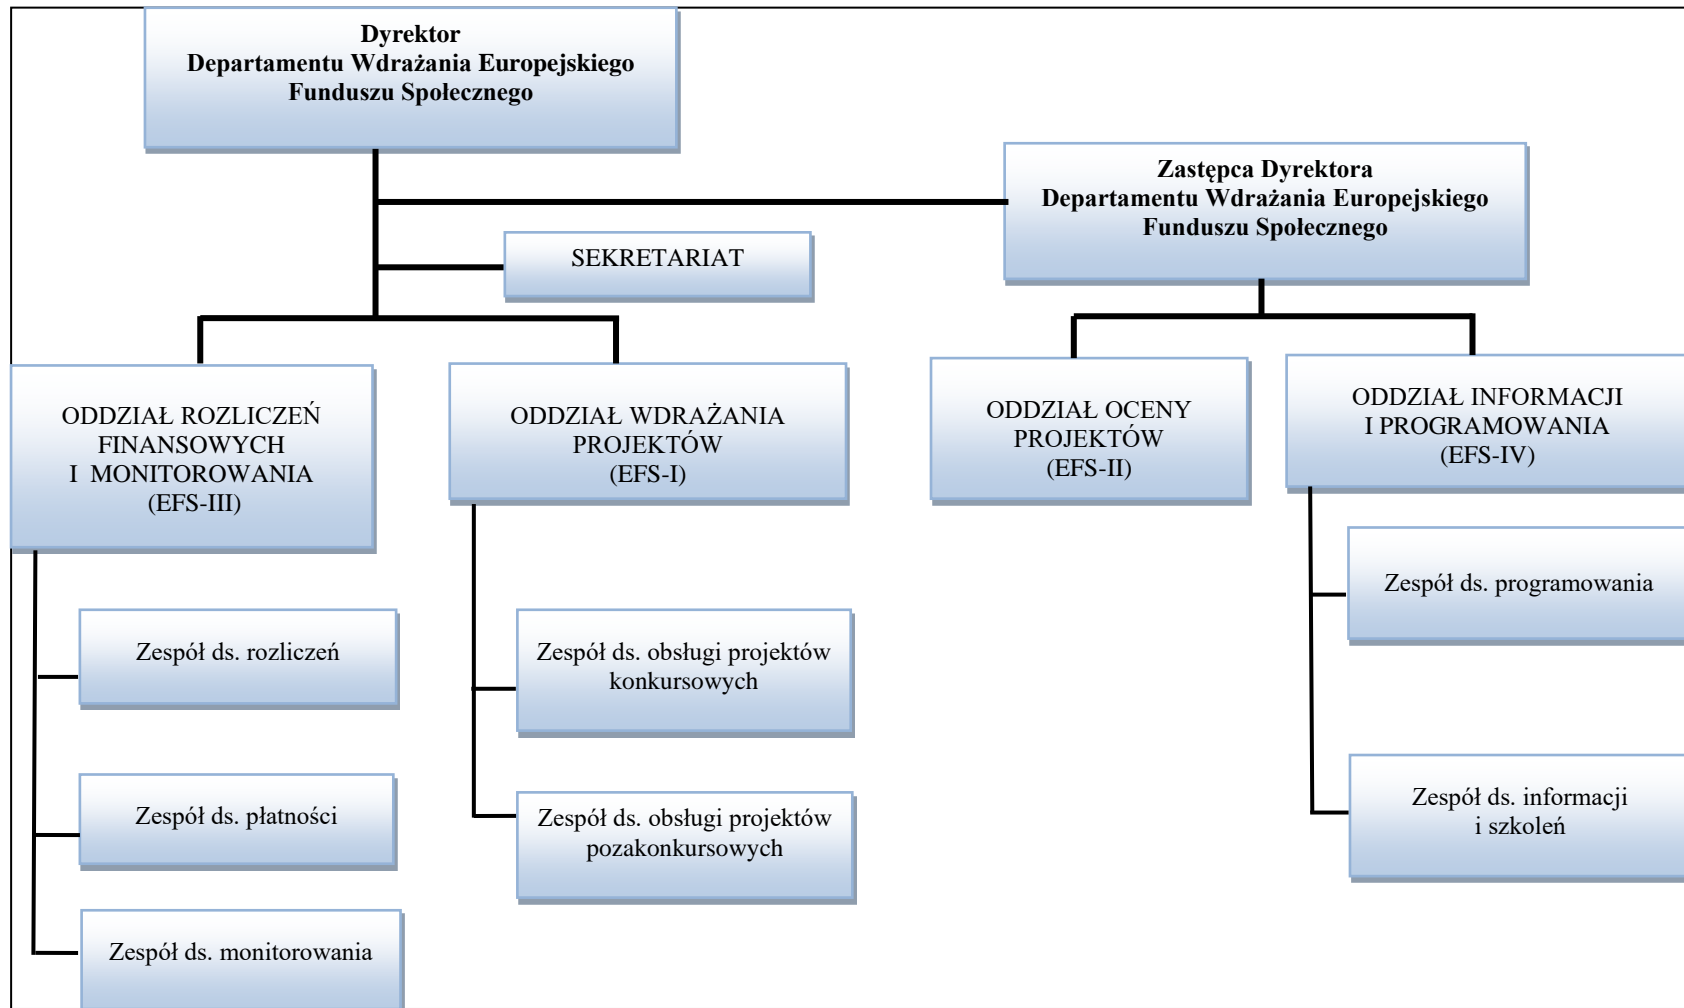 Dyrektor
Departamentu Wdrażania Europejskiego
Funduszu Społecznego
Zastępca Dyrektora
Departamentu Wdrażania Europejskiego
Funduszu Społecznego
SEKRETARIAT
ODDZIAŁ ROZLICZEŃ
FINANSOWYCH
I MONITOROWANIA
(EFS-III)
ODDZIAŁ WDRAŻANIA
PROJEKTÓW
(EFS-I)
ODDZIAŁ OCENY
PROJEKTÓW
(EFS-II)
ODDZIAŁ INFORMACJI
I PROGRAMOWANIA
(EFS-IV)
Zespół ds. rozliczeń
Zespół ds. płatności
Zespół ds. monitorowania
Zespół ds. obsługi projektów
konkursowych
Zespół ds. obsługi projektów
pozakonkursowych
Zespół ds. programowania
Zespół ds. informacji
i szkoleń